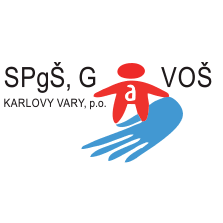 SPgŠ, G a VOŠ
KARLOVY VARY, p.o.